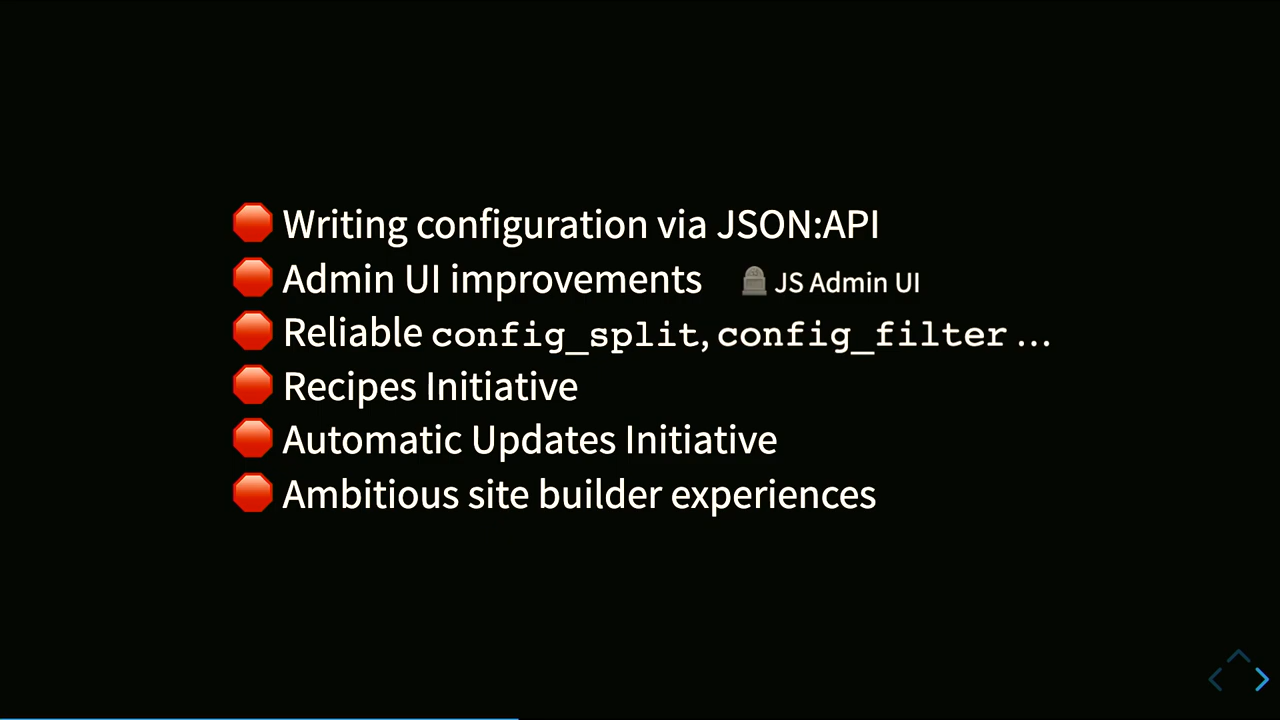 Writing configuration via JSON:API
Admin UI improvements JS Admin UI
Reliable config_split, config_filter …
Recipes Initiative
Automatic Updates Initiative
Ambitious site builder experiences